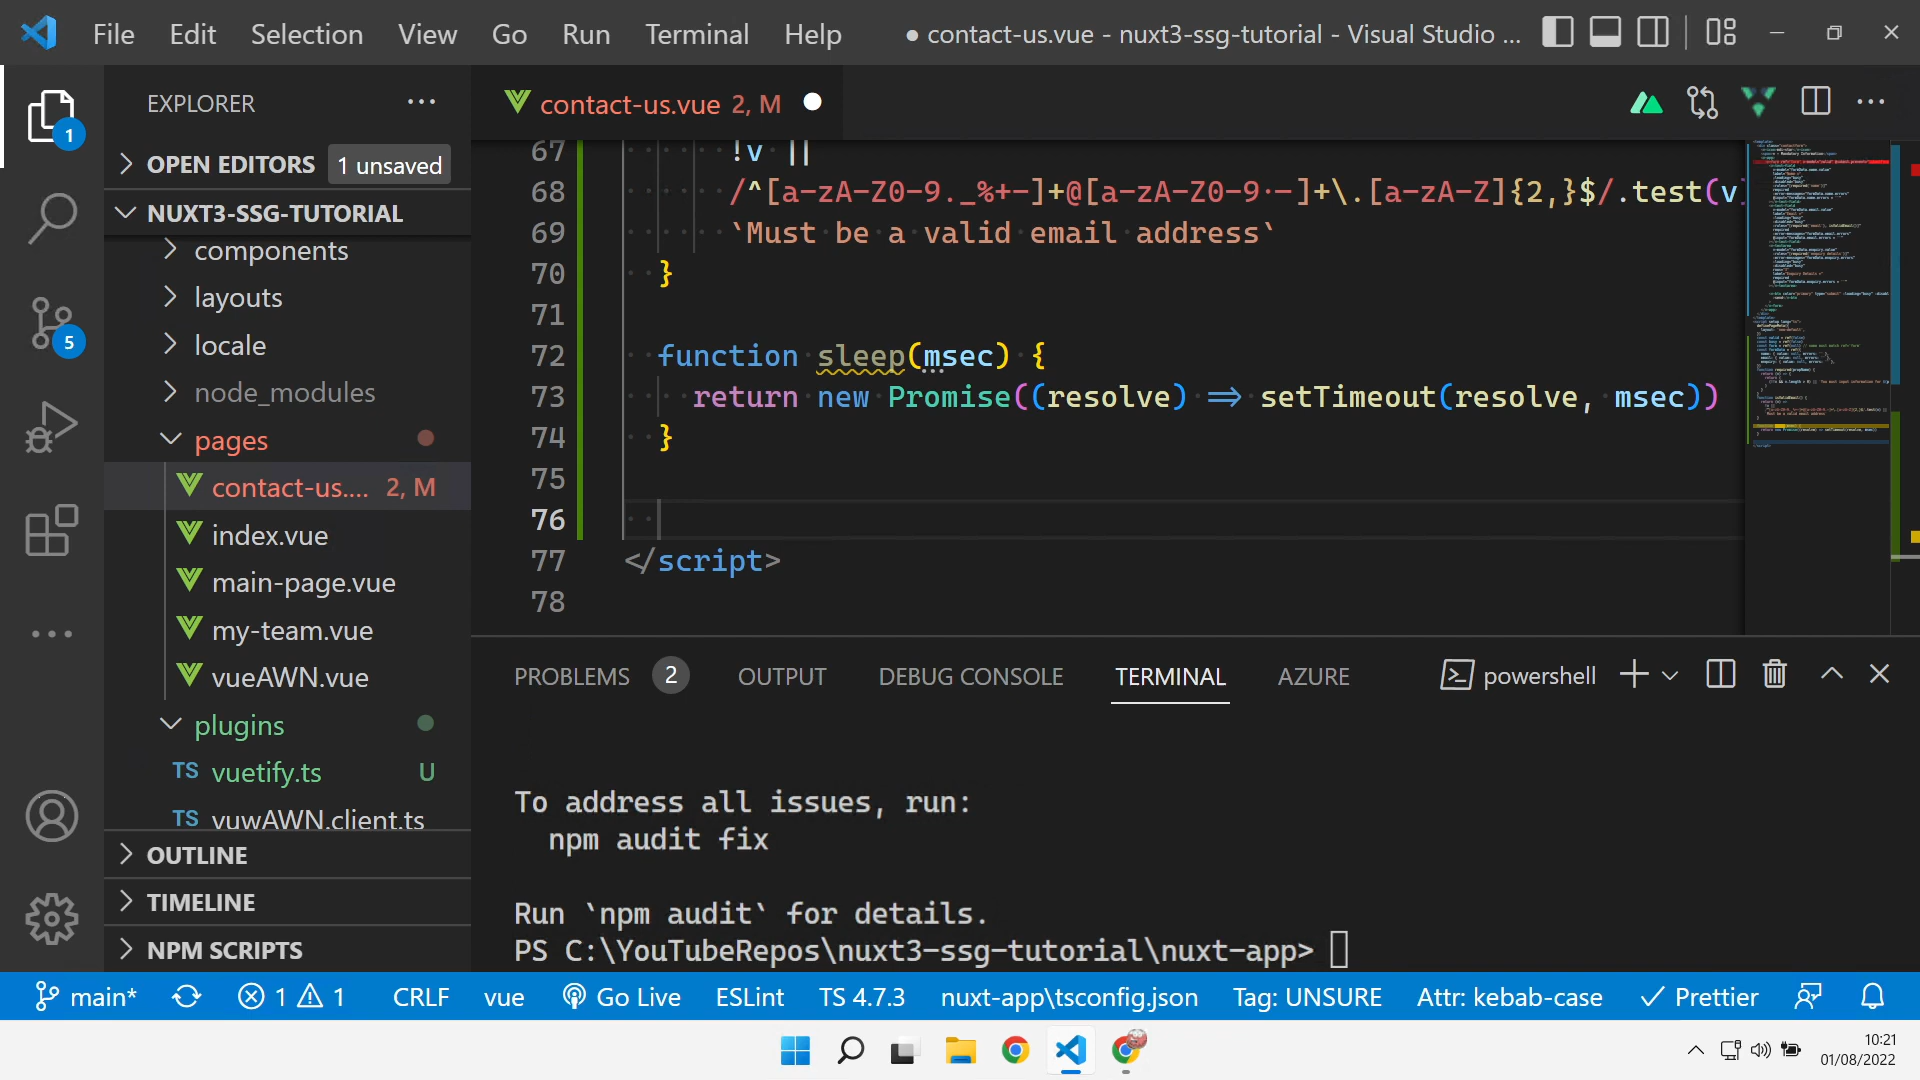 File Edit Selection View Go Run Terminal Help
● contact-us.vue - nuxt3-ssg-tutorial - Visual Studio ...
1
5
EXPLORER
OPEN EDITORS 1 unsaved
NUXT3-SSG-TUTORIAL
components
layouts
locale
node_modules
pages
contact-us.... 2, M
index.vue
main-page.vue
my-team.vue
vueAWN.vue
plugins
TS vuetify.ts U
TS vuwAWN.client.ts
OUTLINE
TIMELINE
NPM SCRIPTS
contact-us.vue 2, M
67 !v ||
68 /^[a-zA-Z0-9._%+-]+@[a-zA-Z0-9.-]+\.[a-zA-Z]{2,}$/.test(v)
69 `Must be a valid email address`
70 }
71
72 function sleep(msec) {
73 return new Promise((resolve) => setTimeout(resolve, msec))
74 }
75
76
77 </script>
78
PROBLEMS 2 OUTPUT DEBUG CONSOLE TERMINAL AZURE powershell
To address all issues, run:
npm audit fix
Run `npm audit` for details.
PS C:\YouTubeRepos\nuxt3-ssg-tutorial\nuxt-app>
main* 1 1 CRLF vue Go Live ESLint TS 4.7.3 nuxt-app\tsconfig.json Tag: UNSURE Attr: kebab-case Prettier
10:21
01/08/2022